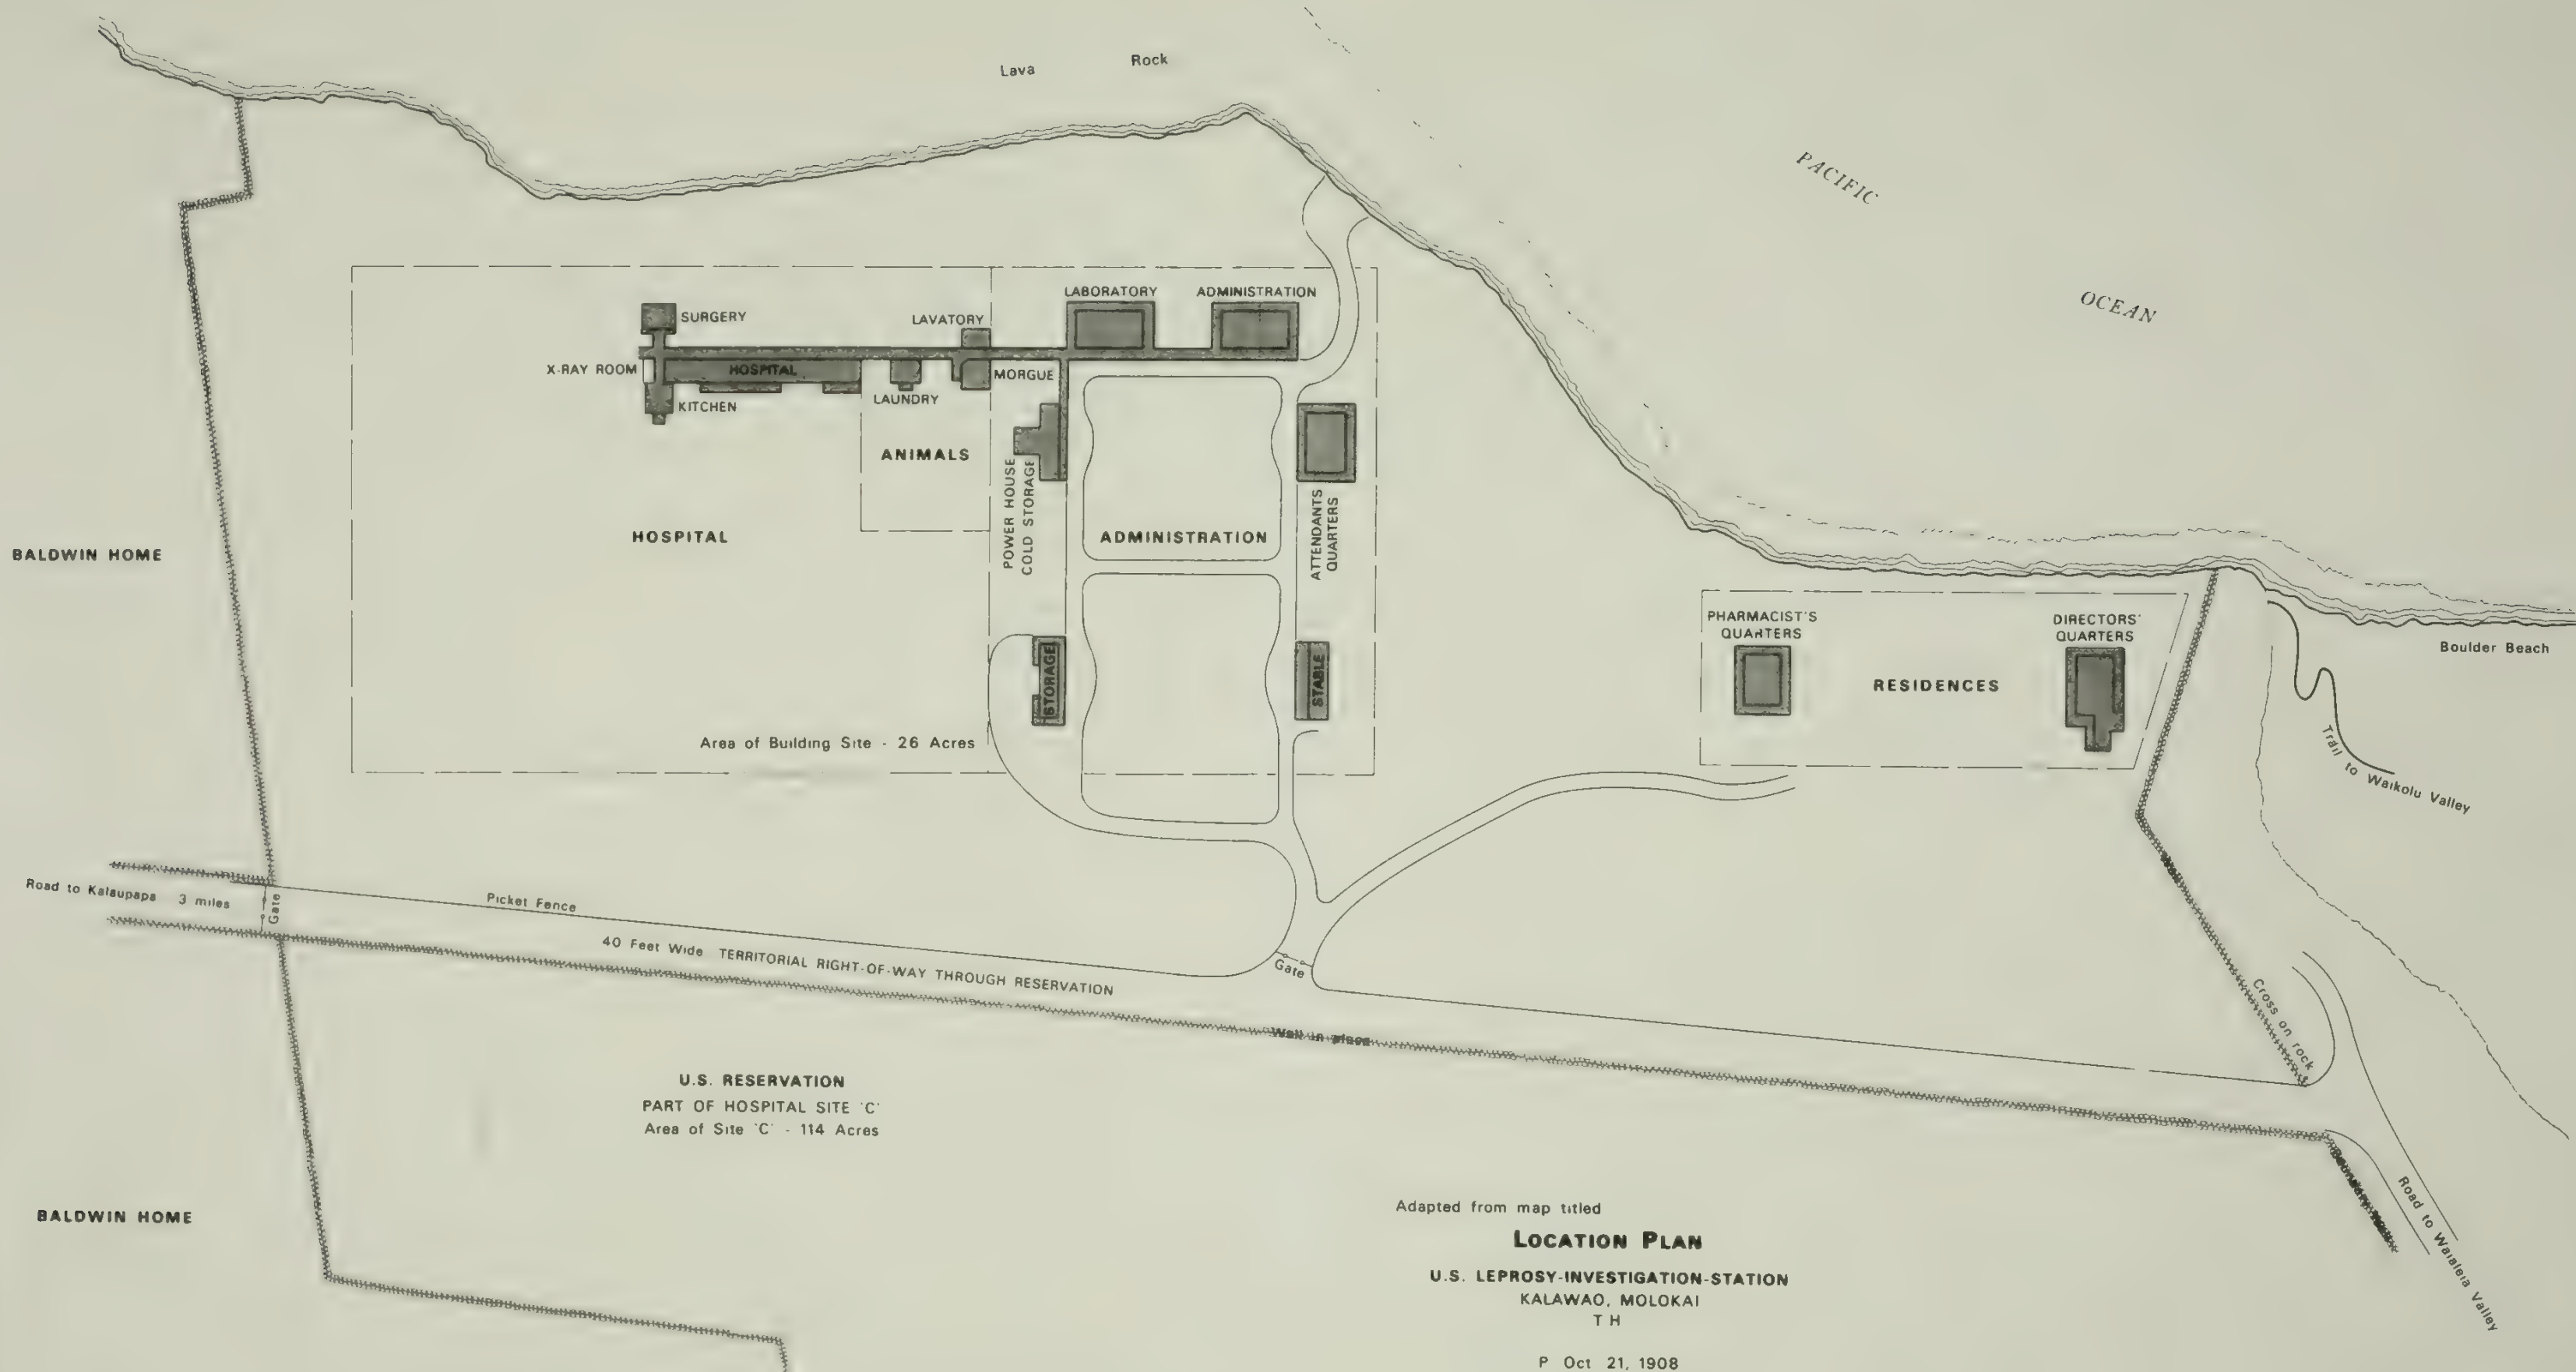 Lava Rock
PACIFIC
OCEAN
LABORATORY
ADMINISTRATION
SURGERY
LAVATORY
X-RAY ROOM
HOSPITAL
MORGUE
LAUNDRY
KITCHEN
ANIMALS
POWER HOUSE
COLD STORAGE
HOSPITAL
ADMINISTRATION
ATTENDANTS
QUARTERS
BALDWIN HOME
PHARMACIST'S
QUARTERS
DIRECTORS'
QUARTERS
Boulder Beach
STORAGE
STABLE
RESIDENCES
Area of Building Site - 26 Acres
Trail to Waikolu Valley
Road to Kalaupapa 3 miles
Gate
Picket Fence
40 Feet Wide TERRITORIAL RIGHT-OF-WAY THROUGH RESERVATION
Gate
Wall in place
Wall
Cross on rock
U.S. RESERVATION
PART OF HOSPITAL SITE 'C'
Area of Site 'C' - 114 Acres
BALDWIN HOME
Boundary
Road to Waialeia Valley
Adapted from map titled
LOCATION PLAN
U.S. LEPROSY-INVESTIGATION-STATION
KALAWAO, MOLOKAI
T H
P Oct 21, 1908